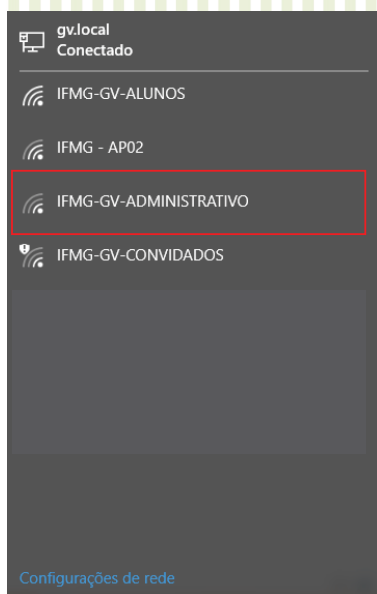 gv.local
Conectado
IFMG-GV-ALUNOS
IFMG - AP02
IFMG-GV-ADMINISTRATIVO
IFMG-GV-CONVIDADOS
Configurações de rede